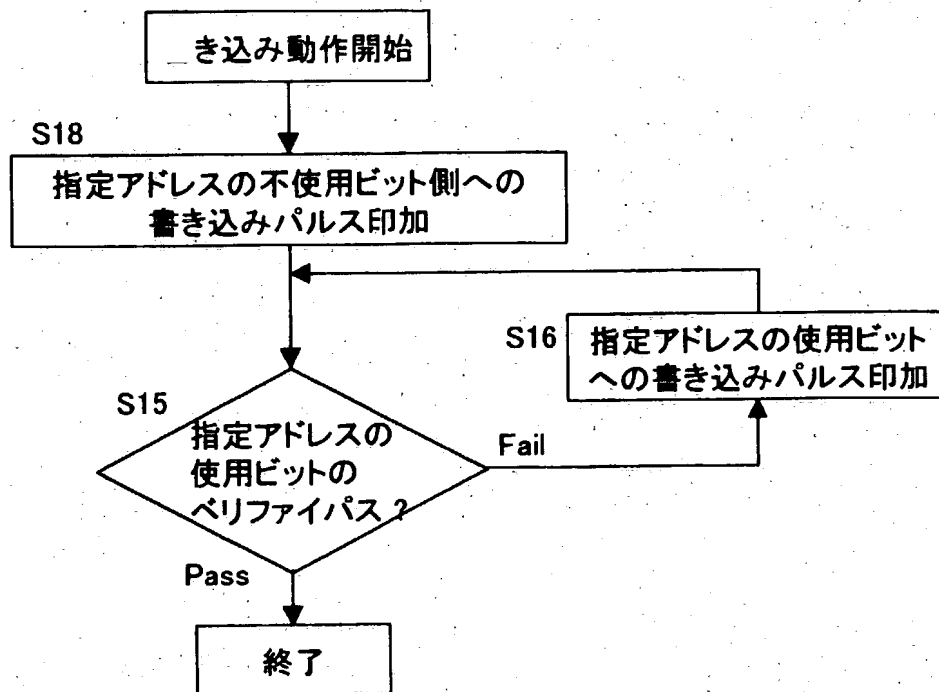 き込み動作開始
S18
指定アドレスの不使用ビット側への
書き込みパルス印加
S16
指定アドレスの使用ビット
への書き込みパルス印加
S15
指定アドレスの
使用ビットの
ベリファイパス?
Fail
Pass
終了